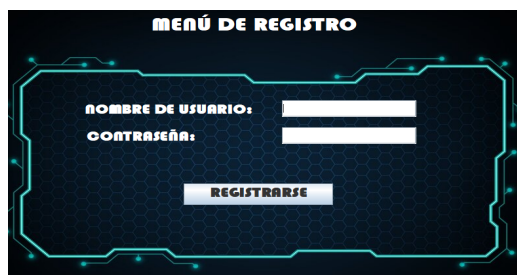 MENÚ DE REGISTRO
NOMBRE DE USUARIO:
CONTRASEÑA:
REGISTRARSE